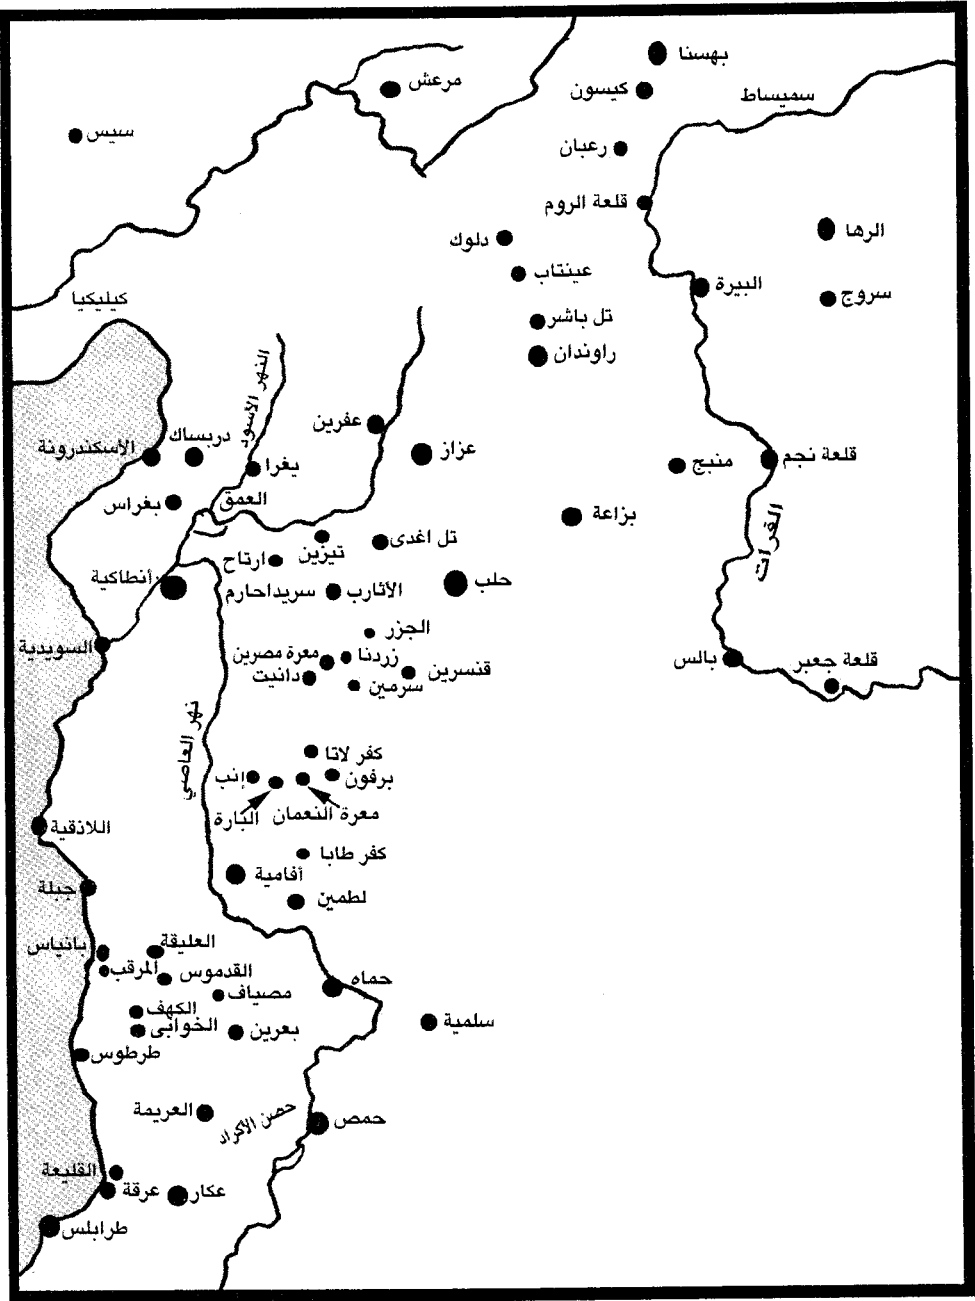 بهسنا
مرعش
كيسون
سميساط
سيس
رعبان
قلعة الروم
الرها
دلوك
عينتاب
البيرة
سروج
كيليكيا
تل باشر
راوندان
النهر الأسود
عفرين
دربساك
الأسكندرونة
عزاز
قلعة نجم
يغرا
منبج
العمق
بغراس
بزاعة
القرات
تل اغدى
تيزين
ارتاح
أنطاكية
حلب
الأثارب
سريداحارم
الجزر
السويدية
معرة مصرين
زردنا
بالس
قلعة جعبر
قنسرين
دانيت
سرمين
نهر العاصي
كفر لاتا
إنب
برفون
البارة
معرة النعمان
اللاذقية
كفر طابا
أفامية
جبلة
لطمين
العليقة
بانياس
المرقب
القدموس
حماه
مصياف
الكهف
سلمية
الخوابى
بعرين
طرطوس
العريمة
حصن الأكراد
حمص
القليعة
عرقة
عكار
طرابلس